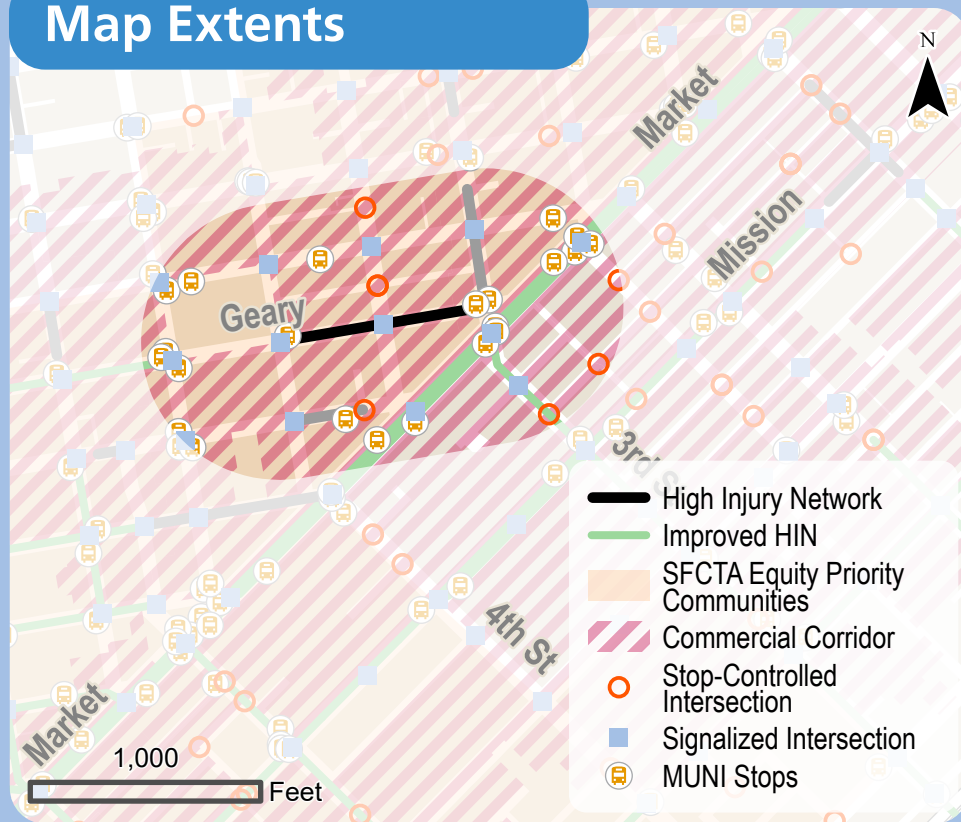 Map Extents
N
Market
Mission
Geary
3rd S
High Injury Network
Improved HIN
SFCTA Equity Priority
Communities
Commercial Corridor
Stop-Controlled
Intersection
Signalized Intersection
MUNI Stops
4th St
Market
1,000
Feet